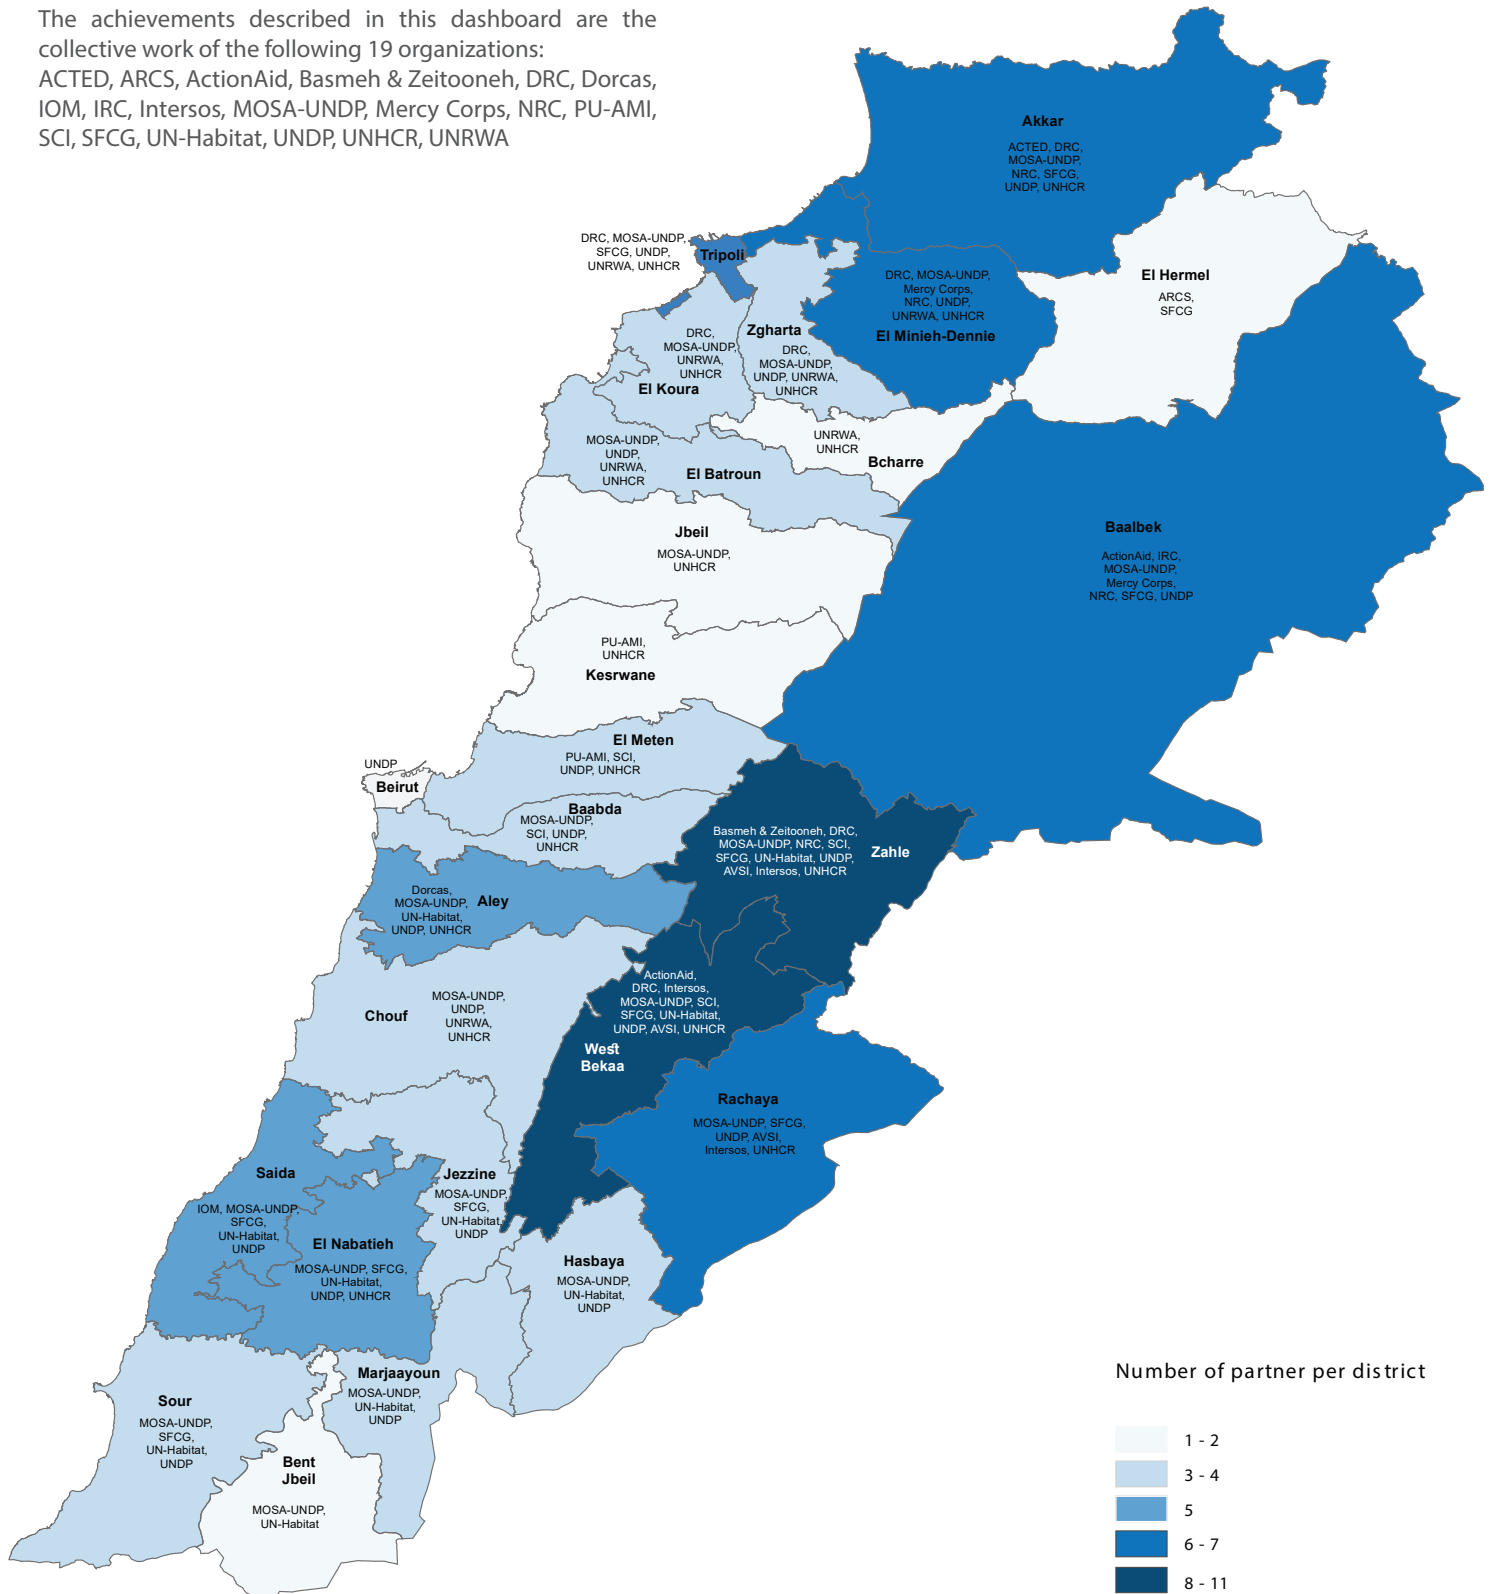 The achievements described in this dashboard are the
collective work of the following 19 organizations:
ACTED, ARCS, ActionAid, Basmeh & Zeitooneh, DRC, Dorcas,
IOM, IRC, Intersos, MOSA-UNDP, Mercy Corps, NRC, PU-AMI,
SCI, SFCG, UN-Habitat, UNDP, UNHCR, UNRWA
Akkar
ACTED, DRC,
MOSA-UNDP,
NRC, SFCG,
UNDP, UNHCR
DRC, MOSA-UNDP,
SFCG, UNDP,
UNRWA, UNHCR
Tripoli
El Hermel
ARCS,
SFCG
DRC, MOSA-UNDP,
Mercy Corps,
NRC, UNDP,
UNRWA, UNHCR
El Minieh-Dennie
Zgharta
DRC,
MOSA-UNDP,
UNDP, UNRWA,
UNHCR
DRC,
MOSA-UNDP,
UNRWA,
UNHCR
El Koura
UNRWA,
UNHCR
Bcharre
MOSA-UNDP,
UNDP,
UNRWA,
UNHCR
El Batroun
Jbeil
MOSA-UNDP,
UNHCR
Baalbek
ActionAid, IRC,
MOSA-UNDP,
Mercy Corps,
NRC, SFCG, UNDP
PU-AMI,
UNHCR
Kesrwane
El Meten
PU-AMI, SCI,
UNDP, UNHCR
UNDP
Beirut
Baabda
MOSA-UNDP,
SCI, UNDP,
UNHCR
Basmeh & Zeitooneh, DRC,
MOSA-UNDP, NRC, SCI,
SFCG, UN-Habitat, UNDP,
AVSI, Intersos, UNHCR
Zahle
Dorcas,
MOSA-UNDP,
UN-Habitat,
UNDP, UNHCR
Aley
ActionAid,
DRC, Intersos,
MOSA-UNDP, SCI,
SFCG, UN-Habitat,
UNDP, AVSI, UNHCR
West
Bekaa
Chouf
MOSA-UNDP,
UNDP,
UNRWA,
UNHCR
Rachaya
MOSA-UNDP, SFCG,
UNDP, AVSI,
Intersos, UNHCR
Saida
IOM, MOSA-UNDP,
SFCG,
UN-Habitat,
UNDP
Jezzine
MOSA-UNDP,
SFCG,
UN-Habitat,
UNDP
El Nabatieh
MOSA-UNDP, SFCG,
UN-Habitat,
UNDP, UNHCR
Hasbaya
MOSA-UNDP,
UN-Habitat,
UNDP
Marjaayoun
MOSA-UNDP,
UN-Habitat,
UNDP
Sour
MOSA-UNDP,
SFCG,
UN-Habitat,
UNDP
Bent
Jbeil
MOSA-UNDP,
UN-Habitat
Number of partner per district
1 - 2
3 - 4
5
6 - 7
8 - 11